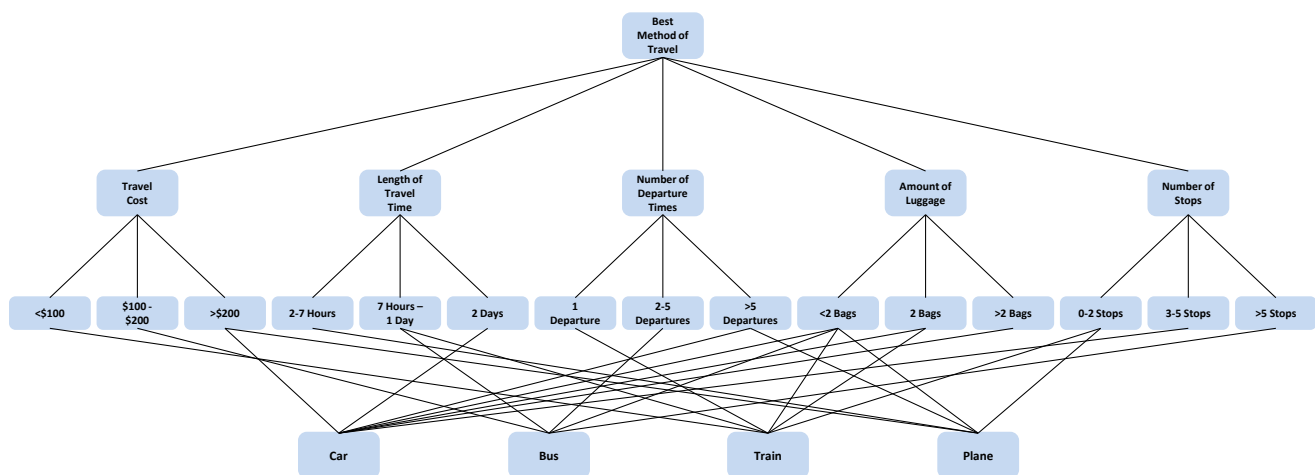 Best
Method of
Travel
Travel
Cost
Length of
Travel
Time
Number of
Departure
Times
Amount of
Luggage
Number of
Stops
<$100
$100 -
$200
>$200
2-7 Hours
7 Hours –
1 Day
2 Days
1
Departure
2-5
Departures
>5
Departures
<2 Bags
2 Bags
>2 Bags
0-2 Stops
3-5 Stops
>5 Stops
Car
Bus
Train
Plane